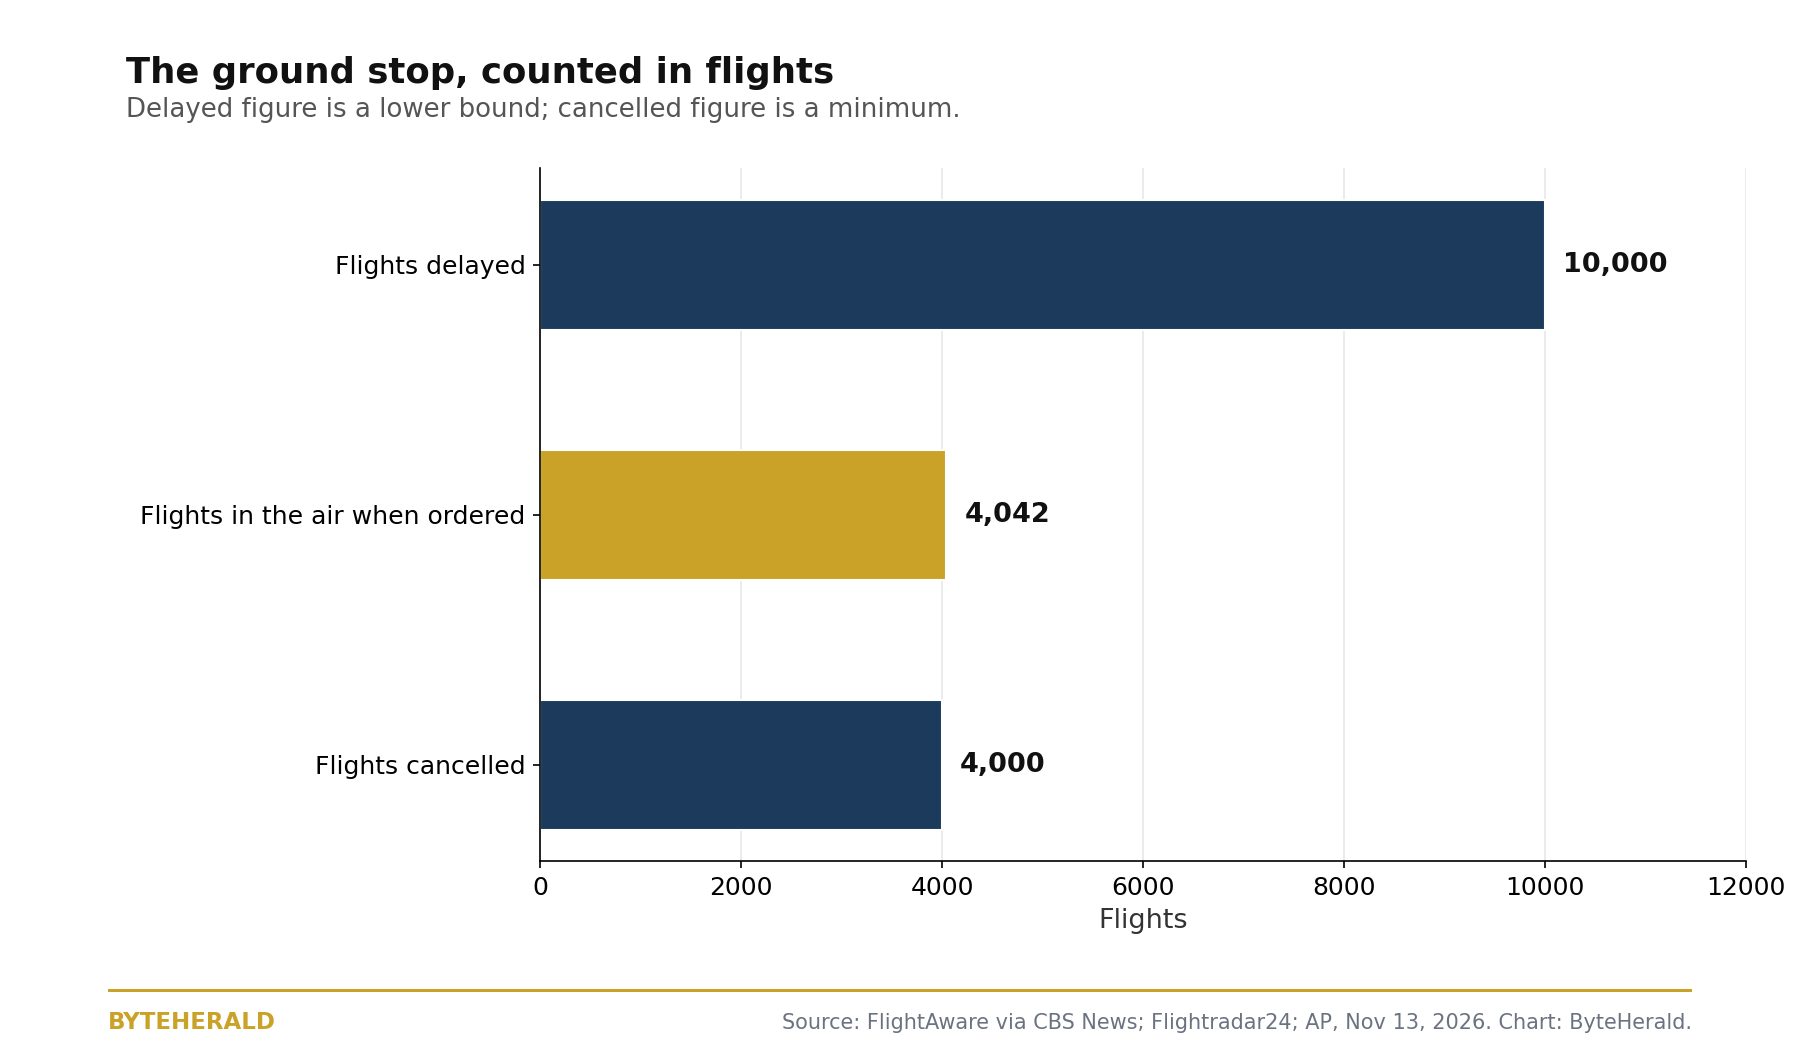 The ground stop, counted in flights
Delayed figure is a lower bound; cancelled figure is a minimum.
Flights delayed
10,000
Flights in the air when ordered
4,042
Flights cancelled
4,000
0 2000 4000 6000 8000 10000 12000
Flights
BYTEHERALD
Source: FlightAware via CBS News; Flightradar24; AP, Nov 13, 2026. Chart: ByteHerald.